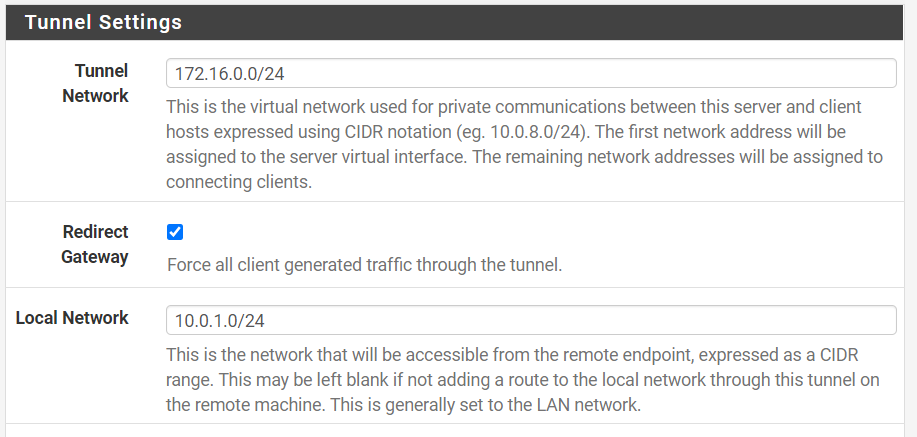 Tunnel Settings
Tunnel
Network
172.16.0.0/24
This is the virtual network used for private communications between this server and client
hosts expressed using CIDR notation (eg. 10.0.8.0/24). The first network address will be
assigned to the server virtual interface. The remaining network addresses will be assigned to
connecting clients.
Redirect
Gateway
Force all client generated traffic through the tunnel.
Local Network
10.0.1.0/24
This is the network that will be accessible from the remote endpoint, expressed as a CIDR
range. This may be left blank if not adding a route to the local network through this tunnel on
the remote machine. This is generally set to the LAN network.